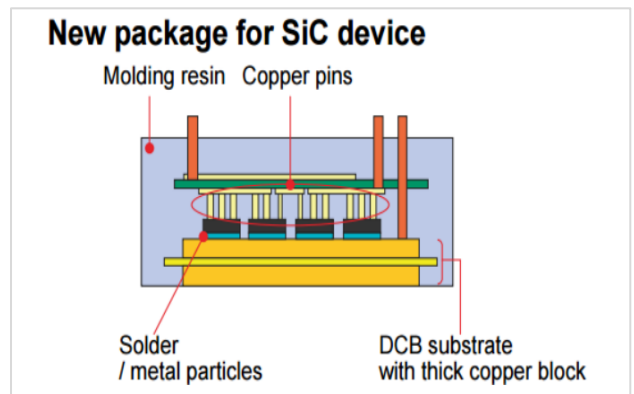 New package for SiC device
Molding resin
Copper pins
Solder
/ metal particles
DCB substrate
with thick copper block